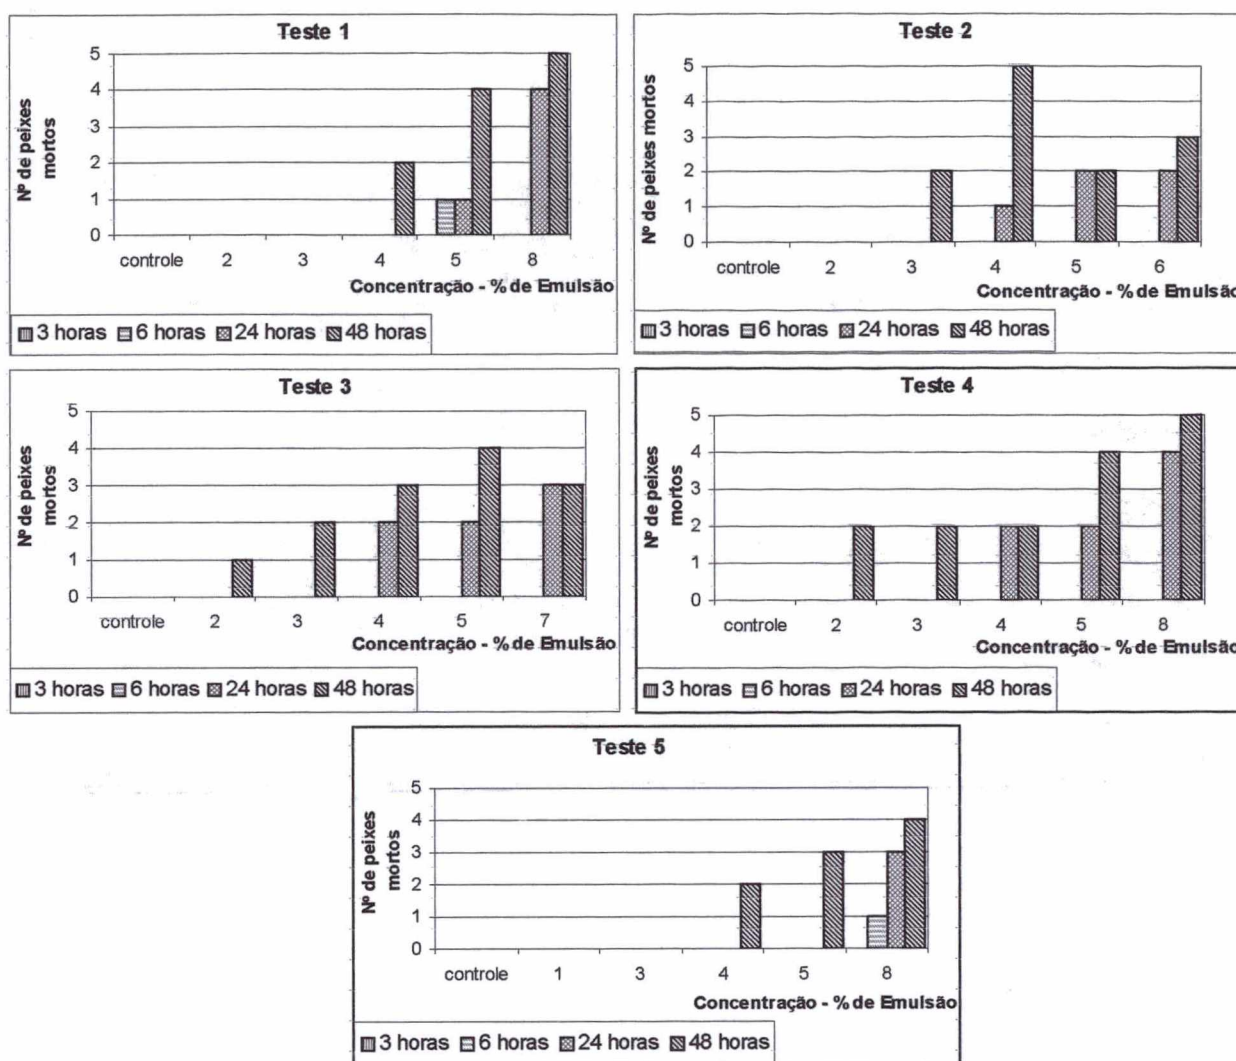 Teste 1
Nº de peixes
mortos
5
4
3
2
1
0
controle 2 3 4 5 8
Concentração - % de Emulsão
3 horas 6 horas 24 horas 48 horas
Teste 2
Nº de peixes mortos
5
4
3
2
1
0
controle 2 3 4 5 6
Concentração - % de Emulsão
3 horas 6 horas 24 horas 48 horas
Teste 3
Nº de peixes
mortos
5
4
3
2
1
0
controle 2 3 4 5 7
Concentração - % de Emulsão
3 horas 6 horas 24 horas 48 horas
Teste 4
Nº de peixes
mortos
5
4
3
2
1
0
controle 2 3 4 5 8
Concentração - % de Emulsão
3 horas 6 horas 24 horas 48 horas
Teste 5
Nº de peixes
mortos
5
4
3
2
1
0
controle 1 3 4 5 8
Concentração - % de Emulsão
3 horas 6 horas 24 horas 48 horas